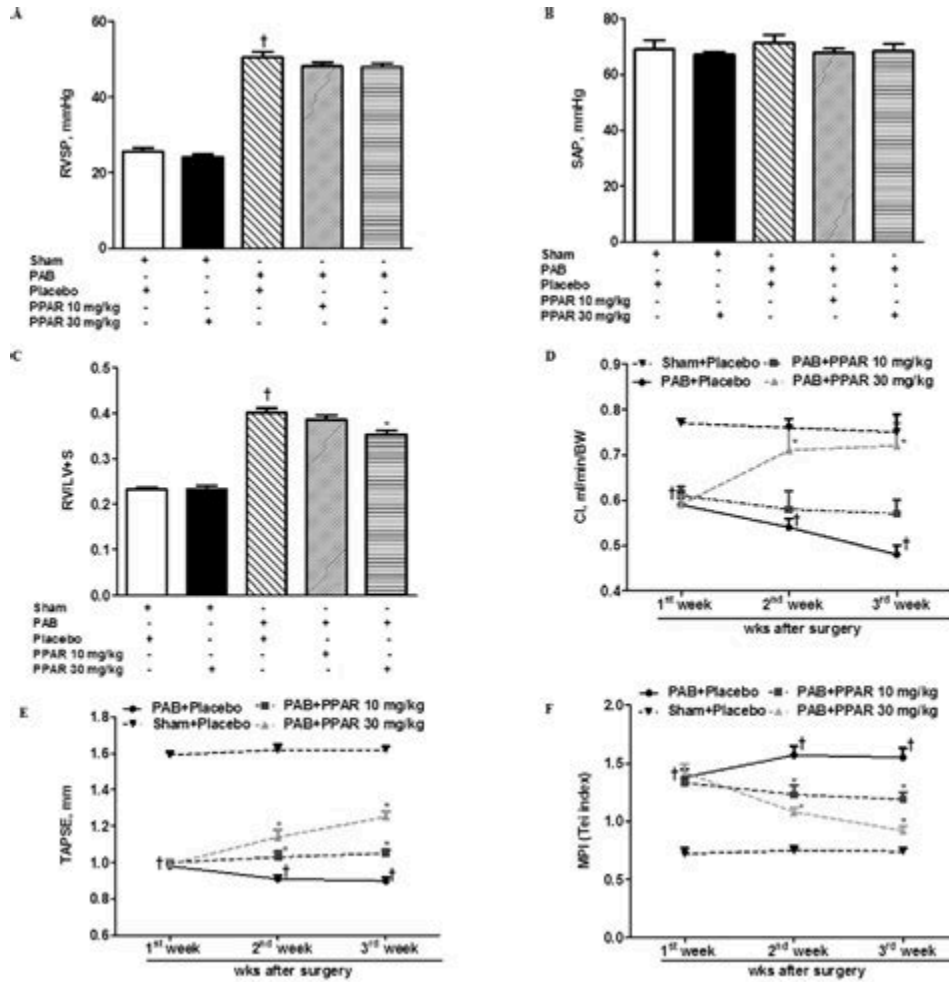 A
RVSP, mmHg
60
40
20
0
Sham + + - - -
PAB - - + + +
Placebo + - + - -
PPAR 10 mg/kg - - - + -
PPAR 30 mg/kg - + - - +
†
B
SAP, mmHg
80
60
40
20
0
Sham + + - - -
PAB - - + + +
Placebo + - + - -
PPAR 10 mg/kg - - - + -
PPAR 30 mg/kg - + - - +
C
RV/LV+S
0.6
0.4
0.2
0.0
† *
Sham + + - - -
PAB - - + + +
Placebo + - + - -
PPAR 10 mg/kg - - - + -
PPAR 30 mg/kg - + - - +
D
Sham+Placebo PAB+PPAR 10 mg/kg
PAB+Placebo PAB+PPAR 30 mg/kg
CI, ml/min/BW
0.8
0.7
0.6
0.5
0.4
* *
† † †
1st week 2nd week 3rd week
wks after surgery
E
PAB+Placebo PAB+PPAR 10 mg/kg
Sham+Placebo PAB+PPAR 30 mg/kg
TAPSE, mm
1.8
1.6
1.4
1.2
1.0
0.8
0.6
* *
* *
† † †
1st week 2nd week 3rd week
wks after surgery
F
PAB+Placebo PAB+PPAR 10 mg/kg
Sham+Placebo PAB+PPAR 30 mg/kg
MPI (Tei index)
2.0
1.5
1.0
0.5
0.0
† † †
* *
* *
1st week 2nd week 3rd week
wks after surgery